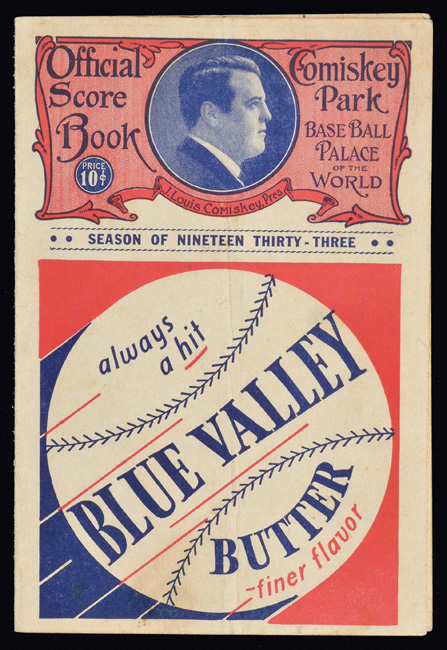 Official
Score
Book
PRICE
10¢
Comiskey
Park
BASE BALL
PALACE
OF THE
WORLD
J. Louis Comiskey, Pres.
SEASON OF NINETEEN THIRTY-THREE
always
a hit
BLUE VALLEY
BUTTER
-finer flavor